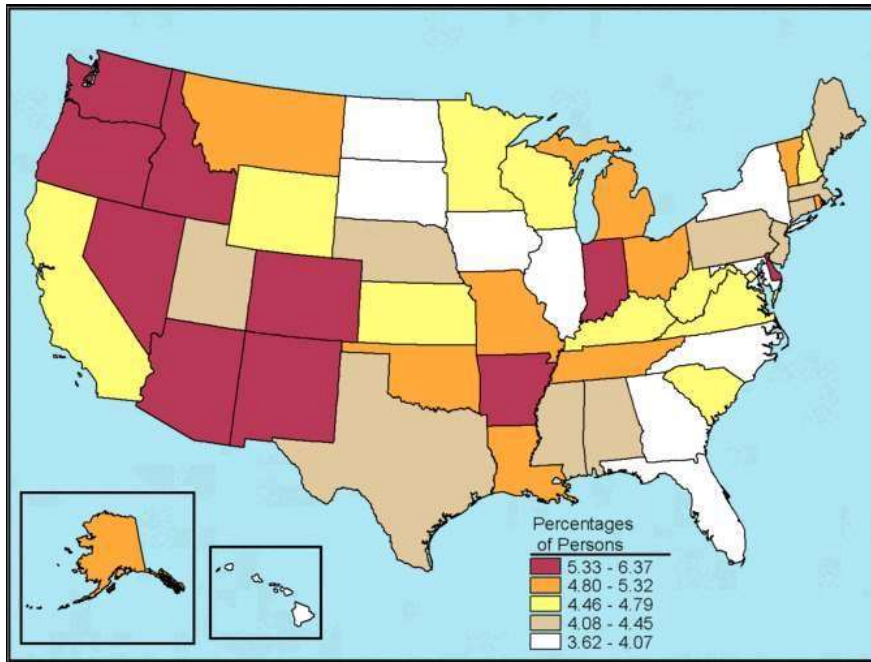 Percentages
of Persons
5.33 - 6.37
4.80 - 5.32
4.46 - 4.79
4.08 - 4.45
3.62 - 4.07